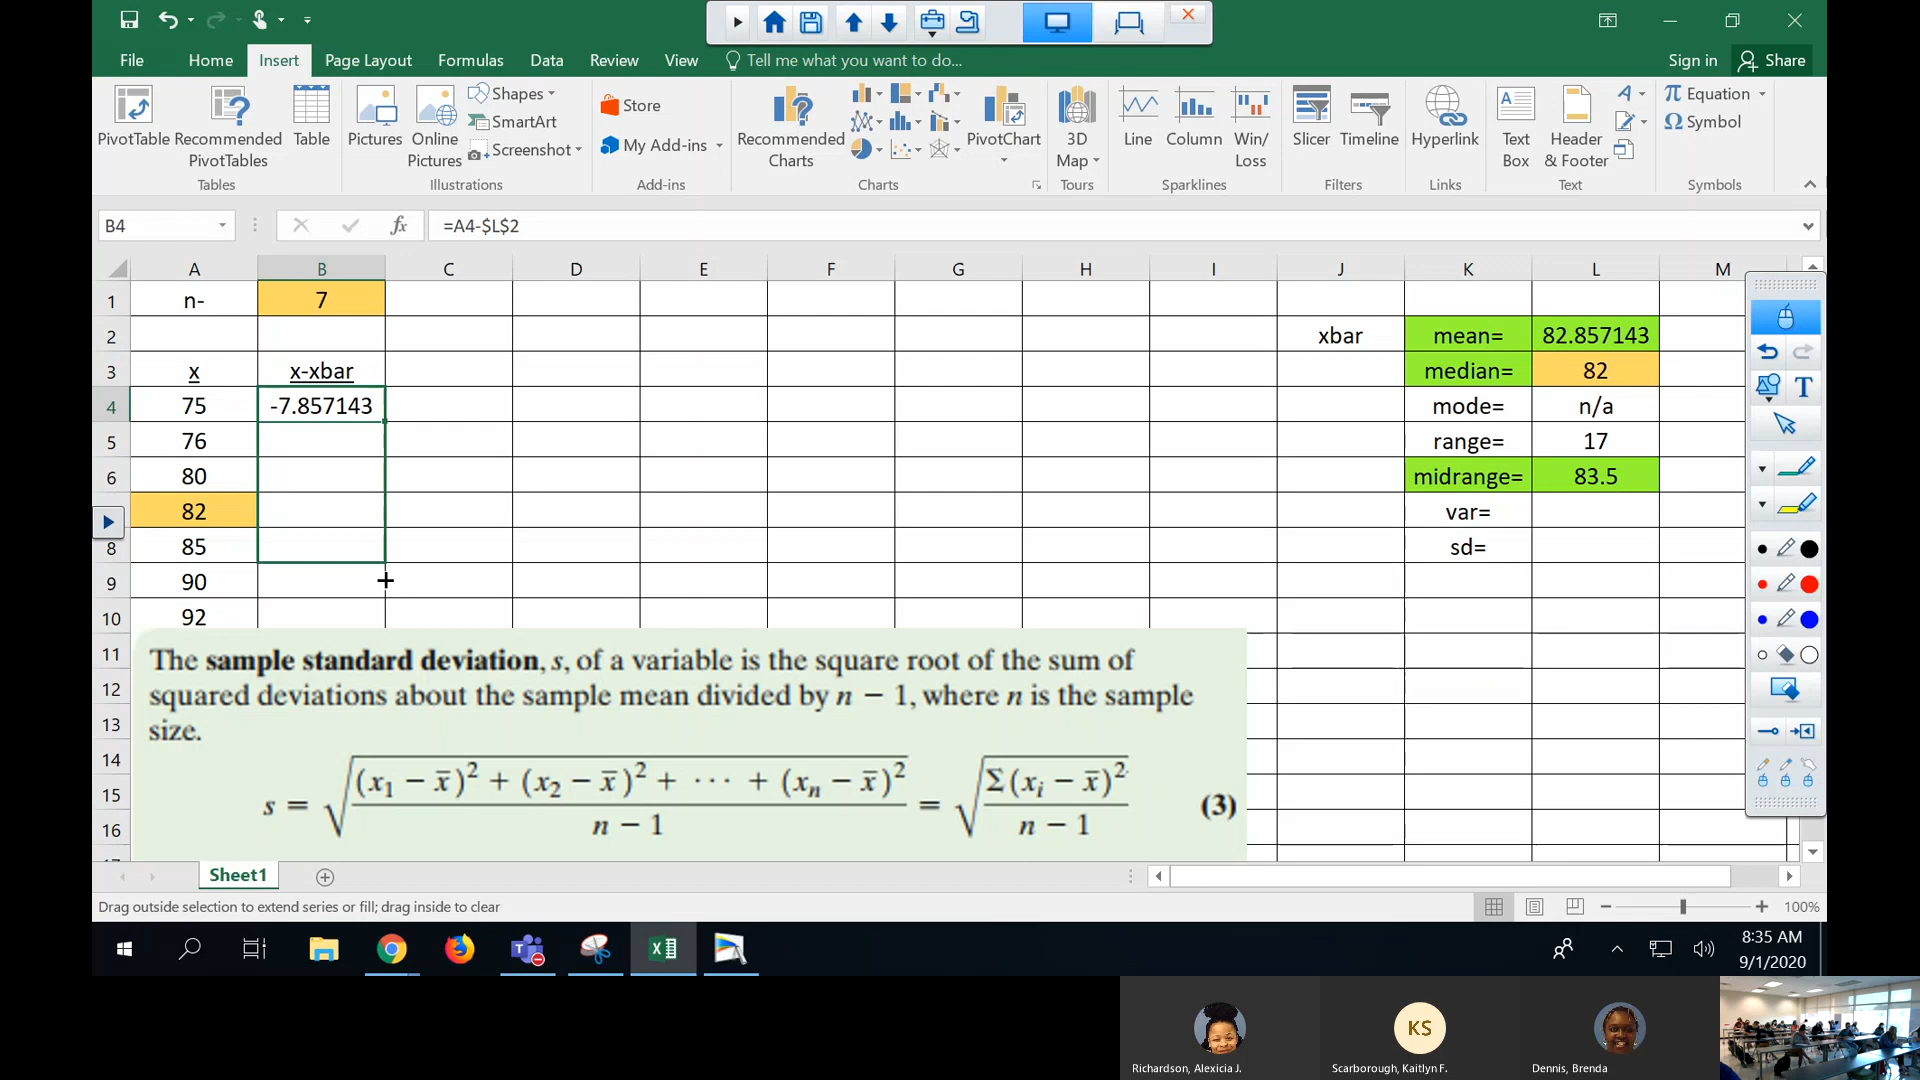 File Home Insert Page Layout Formulas Data Review View Tell me what you want to do... Sign in Share
PivotTable Recommended PivotTables Table
Tables
Pictures Online Pictures Shapes SmartArt Screenshot
Illustrations
Store
My Add-ins
Add-ins
Recommended Charts PivotChart
Charts
3D Map
Tours
Line Column Win/Loss
Sparklines
Slicer Timeline
Filters
Hyperlink
Links
Text Box Header & Footer
Text
Equation
Symbol
Symbols
B4 fx =A4-$L$2
A B C D E F G H I J K L M
1 n- 7
2 xbar mean= 82.857143
3 x x-xbar median= 82
4 75 -7.857143 mode= n/a
5 76 range= 17
6 80 midrange= 83.5
82 var=
8 85 sd=
9 90
10 92
11
12
13
14
15
16
The sample standard deviation, s, of a variable is the square root of the sum of
squared deviations about the sample mean divided by n − 1, where n is the sample
size.
s = √((x₁ − x̄)² + (x₂ − x̄)² + ··· + (xₙ − x̄)² / n − 1) = √(Σ(xᵢ − x̄)² / n − 1) (3)
Sheet1
Drag outside selection to extend series or fill; drag inside to clear
100%
8:35 AM
9/1/2020
KS
Richardson, Alexicia J. Scarborough, Kaitlyn F. Dennis, Brenda
T